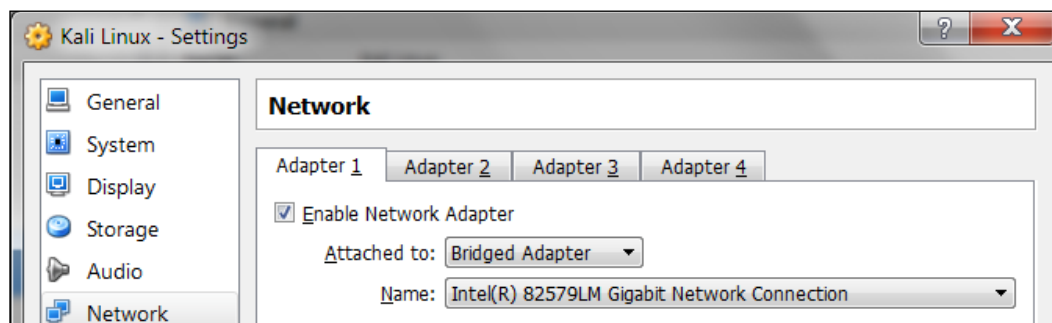 Kali Linux - Settings
General
System
Display
Storage
Audio
Network
Network
Adapter 1 Adapter 2 Adapter 3 Adapter 4
Enable Network Adapter
Attached to: Bridged Adapter
Name: Intel(R) 82579LM Gigabit Network Connection